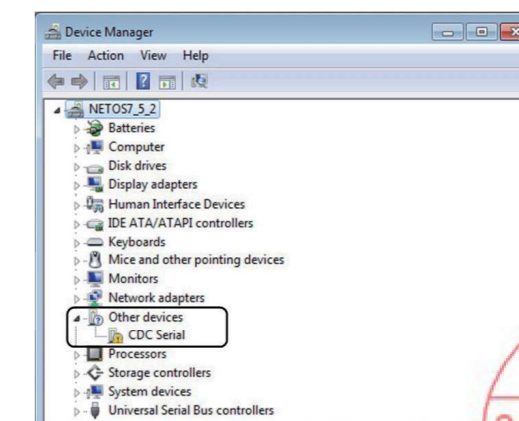 Device Manager
File Action View Help
NETOS7_5_2
Batteries
Computer
Disk drives
Display adapters
Human Interface Devices
IDE ATA/ATAPI controllers
Keyboards
Mice and other pointing devices
Monitors
Network adapters
Other devices
CDC Serial
Processors
Storage controllers
System devices
Universal Serial Bus controllers